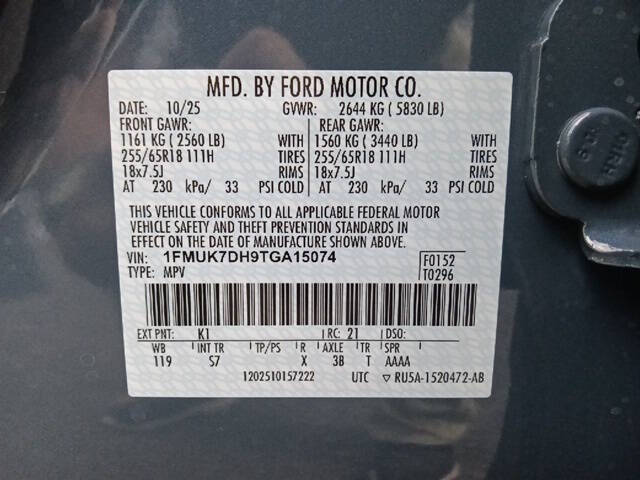 MFD. BY FORD MOTOR CO.
DATE: 10/25 GVWR: 2644 KG ( 5830 LB)
FRONT GAWR: REAR GAWR:
1161 KG ( 2560 LB) WITH 1560 KG ( 3440 LB) WITH
255/65R18 111H TIRES 255/65R18 111H TIRES
18x7.5J RIMS 18x7.5J RIMS
AT 230 kPa/ 33 PSI COLD AT 230 kPa/ 33 PSI COLD
THIS VEHICLE CONFORMS TO ALL APPLICABLE FEDERAL MOTOR
VEHICLE SAFETY AND THEFT PREVENTION STANDARDS IN
EFFECT ON THE DATE OF MANUFACTURE SHOWN ABOVE.
VIN: 1FMUK7DH9TGA15074 F0152
TYPE: MPV T0296
EXT PNT: K1 RC: 21 DSO:
WB INT TR TP/PS R AXLE TR SPR
119 S7 X 3B T AAAA
1202510157222 UTC ▽ RU5A-1520472-AB